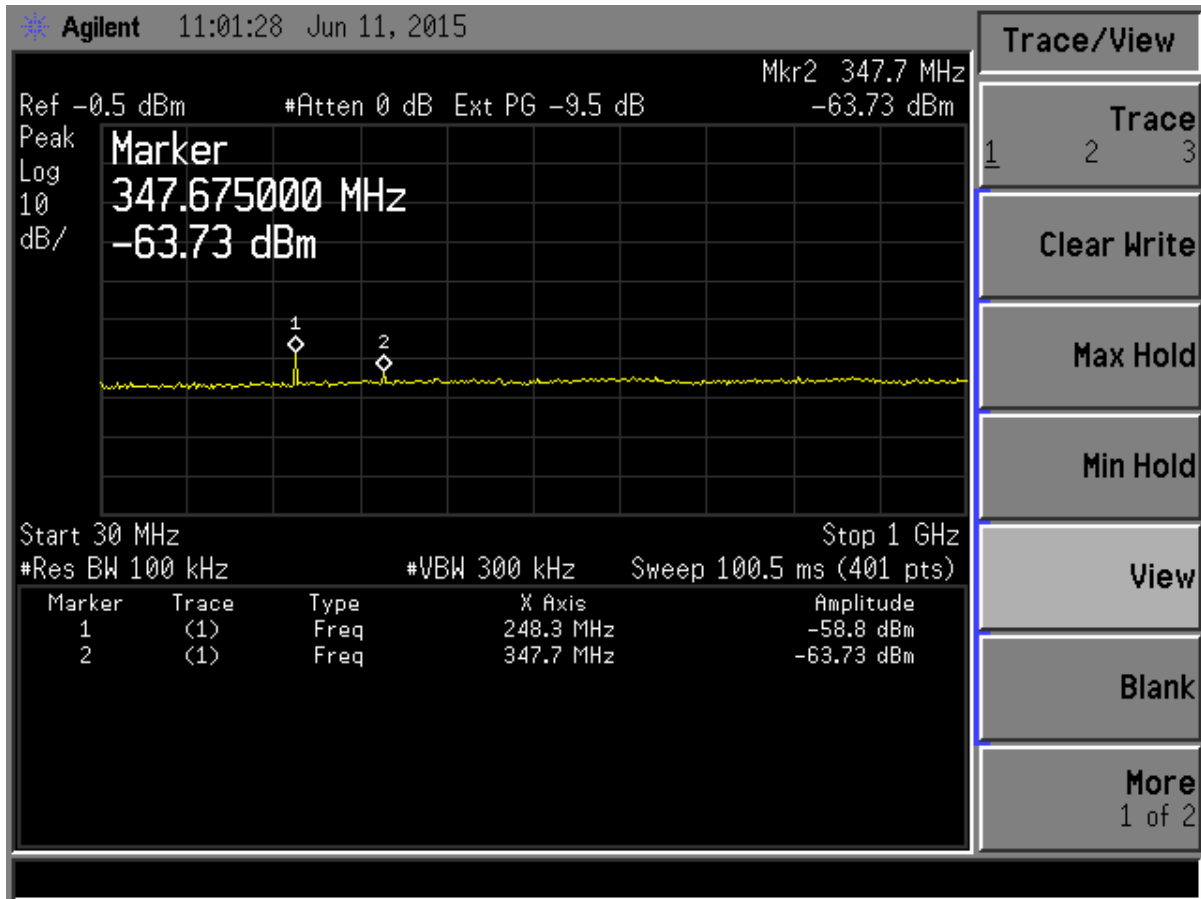 Agilent 11:01:28 Jun 11, 2015
Trace/View
Mkr2 347.7 MHz
Ref -0.5 dBm #Atten 0 dB Ext PG -9.5 dB -63.73 dBm
Peak
Log
10
dB/
Marker
347.675000 MHz
-63.73 dBm
1
2
Start 30 MHz Stop 1 GHz
#Res BW 100 kHz #VBW 300 kHz Sweep 100.5 ms (401 pts)
Marker Trace Type X Axis Amplitude
1 (1) Freq 248.3 MHz -58.8 dBm
2 (1) Freq 347.7 MHz -63.73 dBm
Trace
1 2 3
Clear Write
Max Hold
Min Hold
View
Blank
More
1 of 2